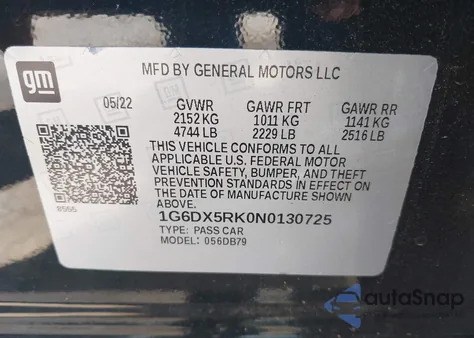 gm
MFD BY GENERAL MOTORS LLC
05/22 GVWR GAWR FRT GAWR RR
2152 KG 1011 KG 1141 KG
4744 LB 2229 LB 2516 LB
THIS VEHICLE CONFORMS TO ALL
APPLICABLE U.S. FEDERAL MOTOR
VEHICLE SAFETY, BUMPER, AND THEFT
PREVENTION STANDARDS IN EFFECT ON
THE DATE OF MANUFACTURE SHOWN
ABOVE.
1G6DX5RK0N0130725
TYPE: PASS CAR
MODEL: 056DB79
autoSnap